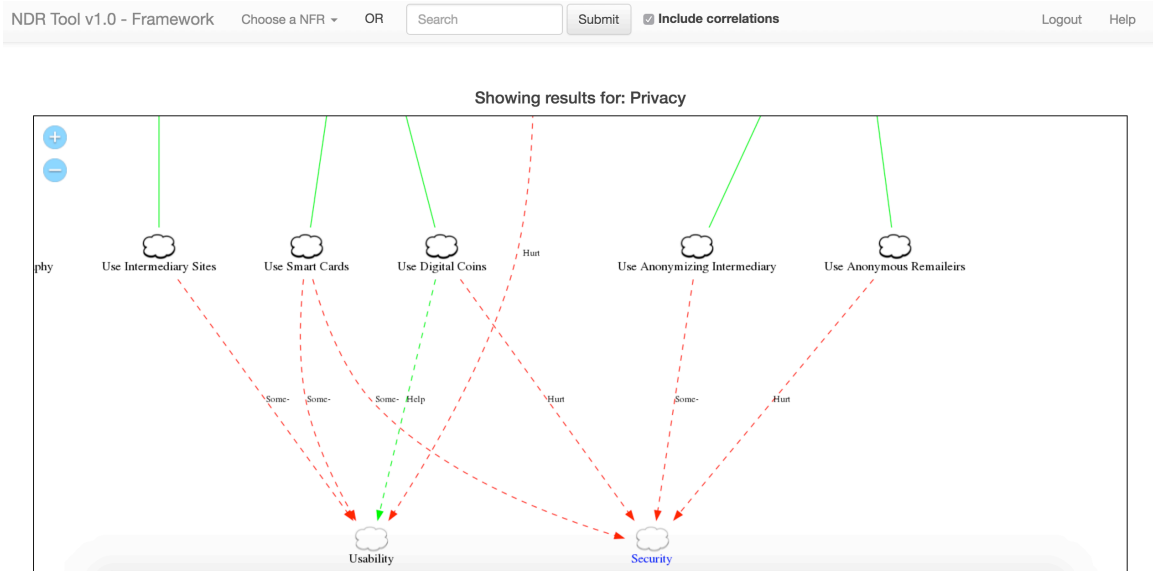 NDR Tool v1.0 - Framework Choose a NFR OR Search Submit Include correlations Logout Help
Showing results for: Privacy
+
−
Hurt
phy Use Intermediary Sites Use Smart Cards Use Digital Coins Use Anonymizing Intermediary Use Anonymous Remaileirs
Some- Some- Some- Help Hurt Some- Hurt
Usability Security